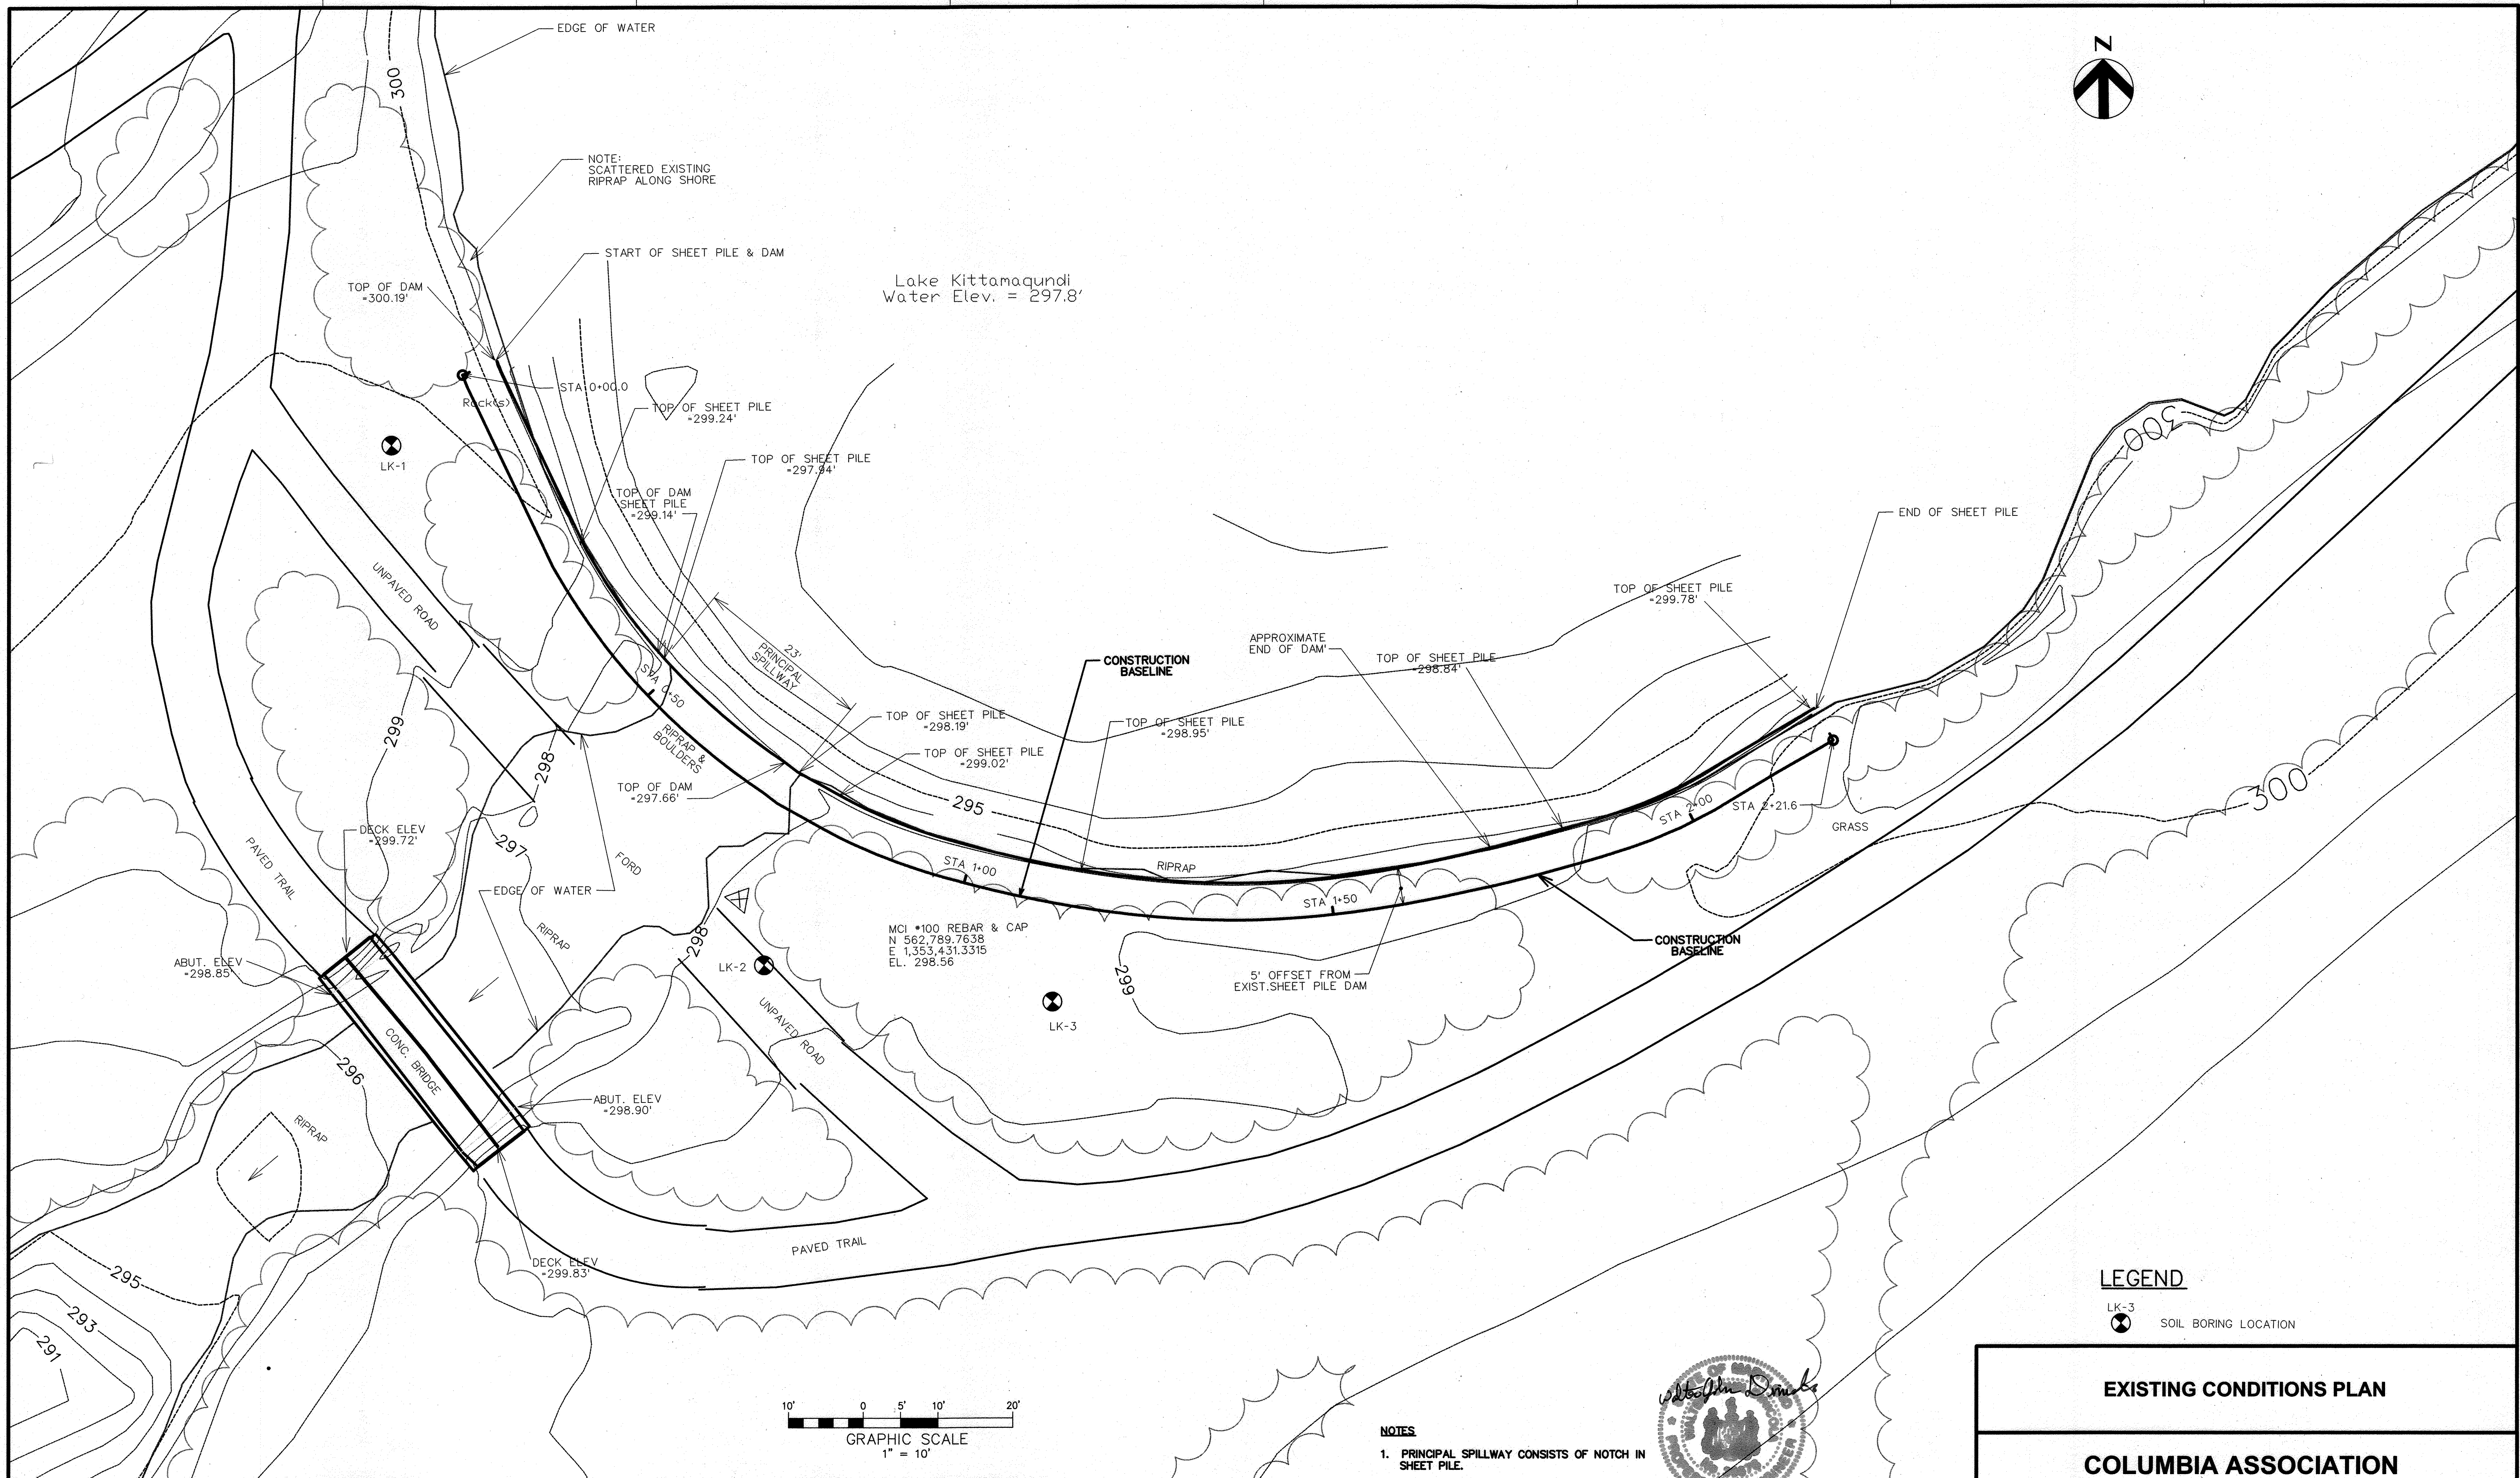 EDGE OF WATER
N
300
NOTE:
SCATTERED EXISTING
RIPRAP ALONG SHORE
START OF SHEET PILE & DAM
TOP OF DAM
=300.19'
Lake Kittamaqundi
Water Elev. = 297.8'
STA 0+00.0
Rock(s)
TOP OF SHEET PILE
=299.24'
LK-1
TOP OF SHEET PILE
=297.94'
TOP OF DAM
SHEET PILE
=299.14'
300
END OF SHEET PILE
UNPAVED ROAD
TOP OF SHEET PILE
=299.78'
23'
PRINCIPAL
SPILLWAY
CONSTRUCTION
BASELINE
APPROXIMATE
END OF DAM'
TOP OF SHEET PILE
=298.84'
STA 0+50
RIPRAP &
BOULDERS
299
298
TOP OF SHEET PILE
=298.19'
TOP OF SHEET PILE
=298.95'
TOP OF SHEET PILE
=299.02'
TOP OF DAM
=297.66'
295
STA 2+00
STA 2+21.6
GRASS
300
DECK ELEV
=299.72'
297
PAVED TRAIL
FORD
EDGE OF WATER
RIPRAP
STA 1+00
RIPRAP
STA 1+50
MCI #100 REBAR & CAP
N 562,789.7638
E 1,353,431.3315
EL. 298.56
298
CONSTRUCTION
BASELINE
ABUT. ELEV
=298.85'
LK-2
299
5' OFFSET FROM
EXIST.SHEET PILE DAM
LK-3
UNPAVED ROAD
CONC. BRIDGE
296
ABUT. ELEV
=298.90'
RIPRAP
PAVED TRAIL
DECK ELEV
=299.83'
295
293
291
LEGEND
LK-3
SOIL BORING LOCATION
10' 0 5' 10' 20'
GRAPHIC SCALE
1" = 10'
NOTES
1. PRINCIPAL SPILLWAY CONSISTS OF NOTCH IN
SHEET PILE.
EXISTING CONDITIONS PLAN
COLUMBIA ASSOCIATION